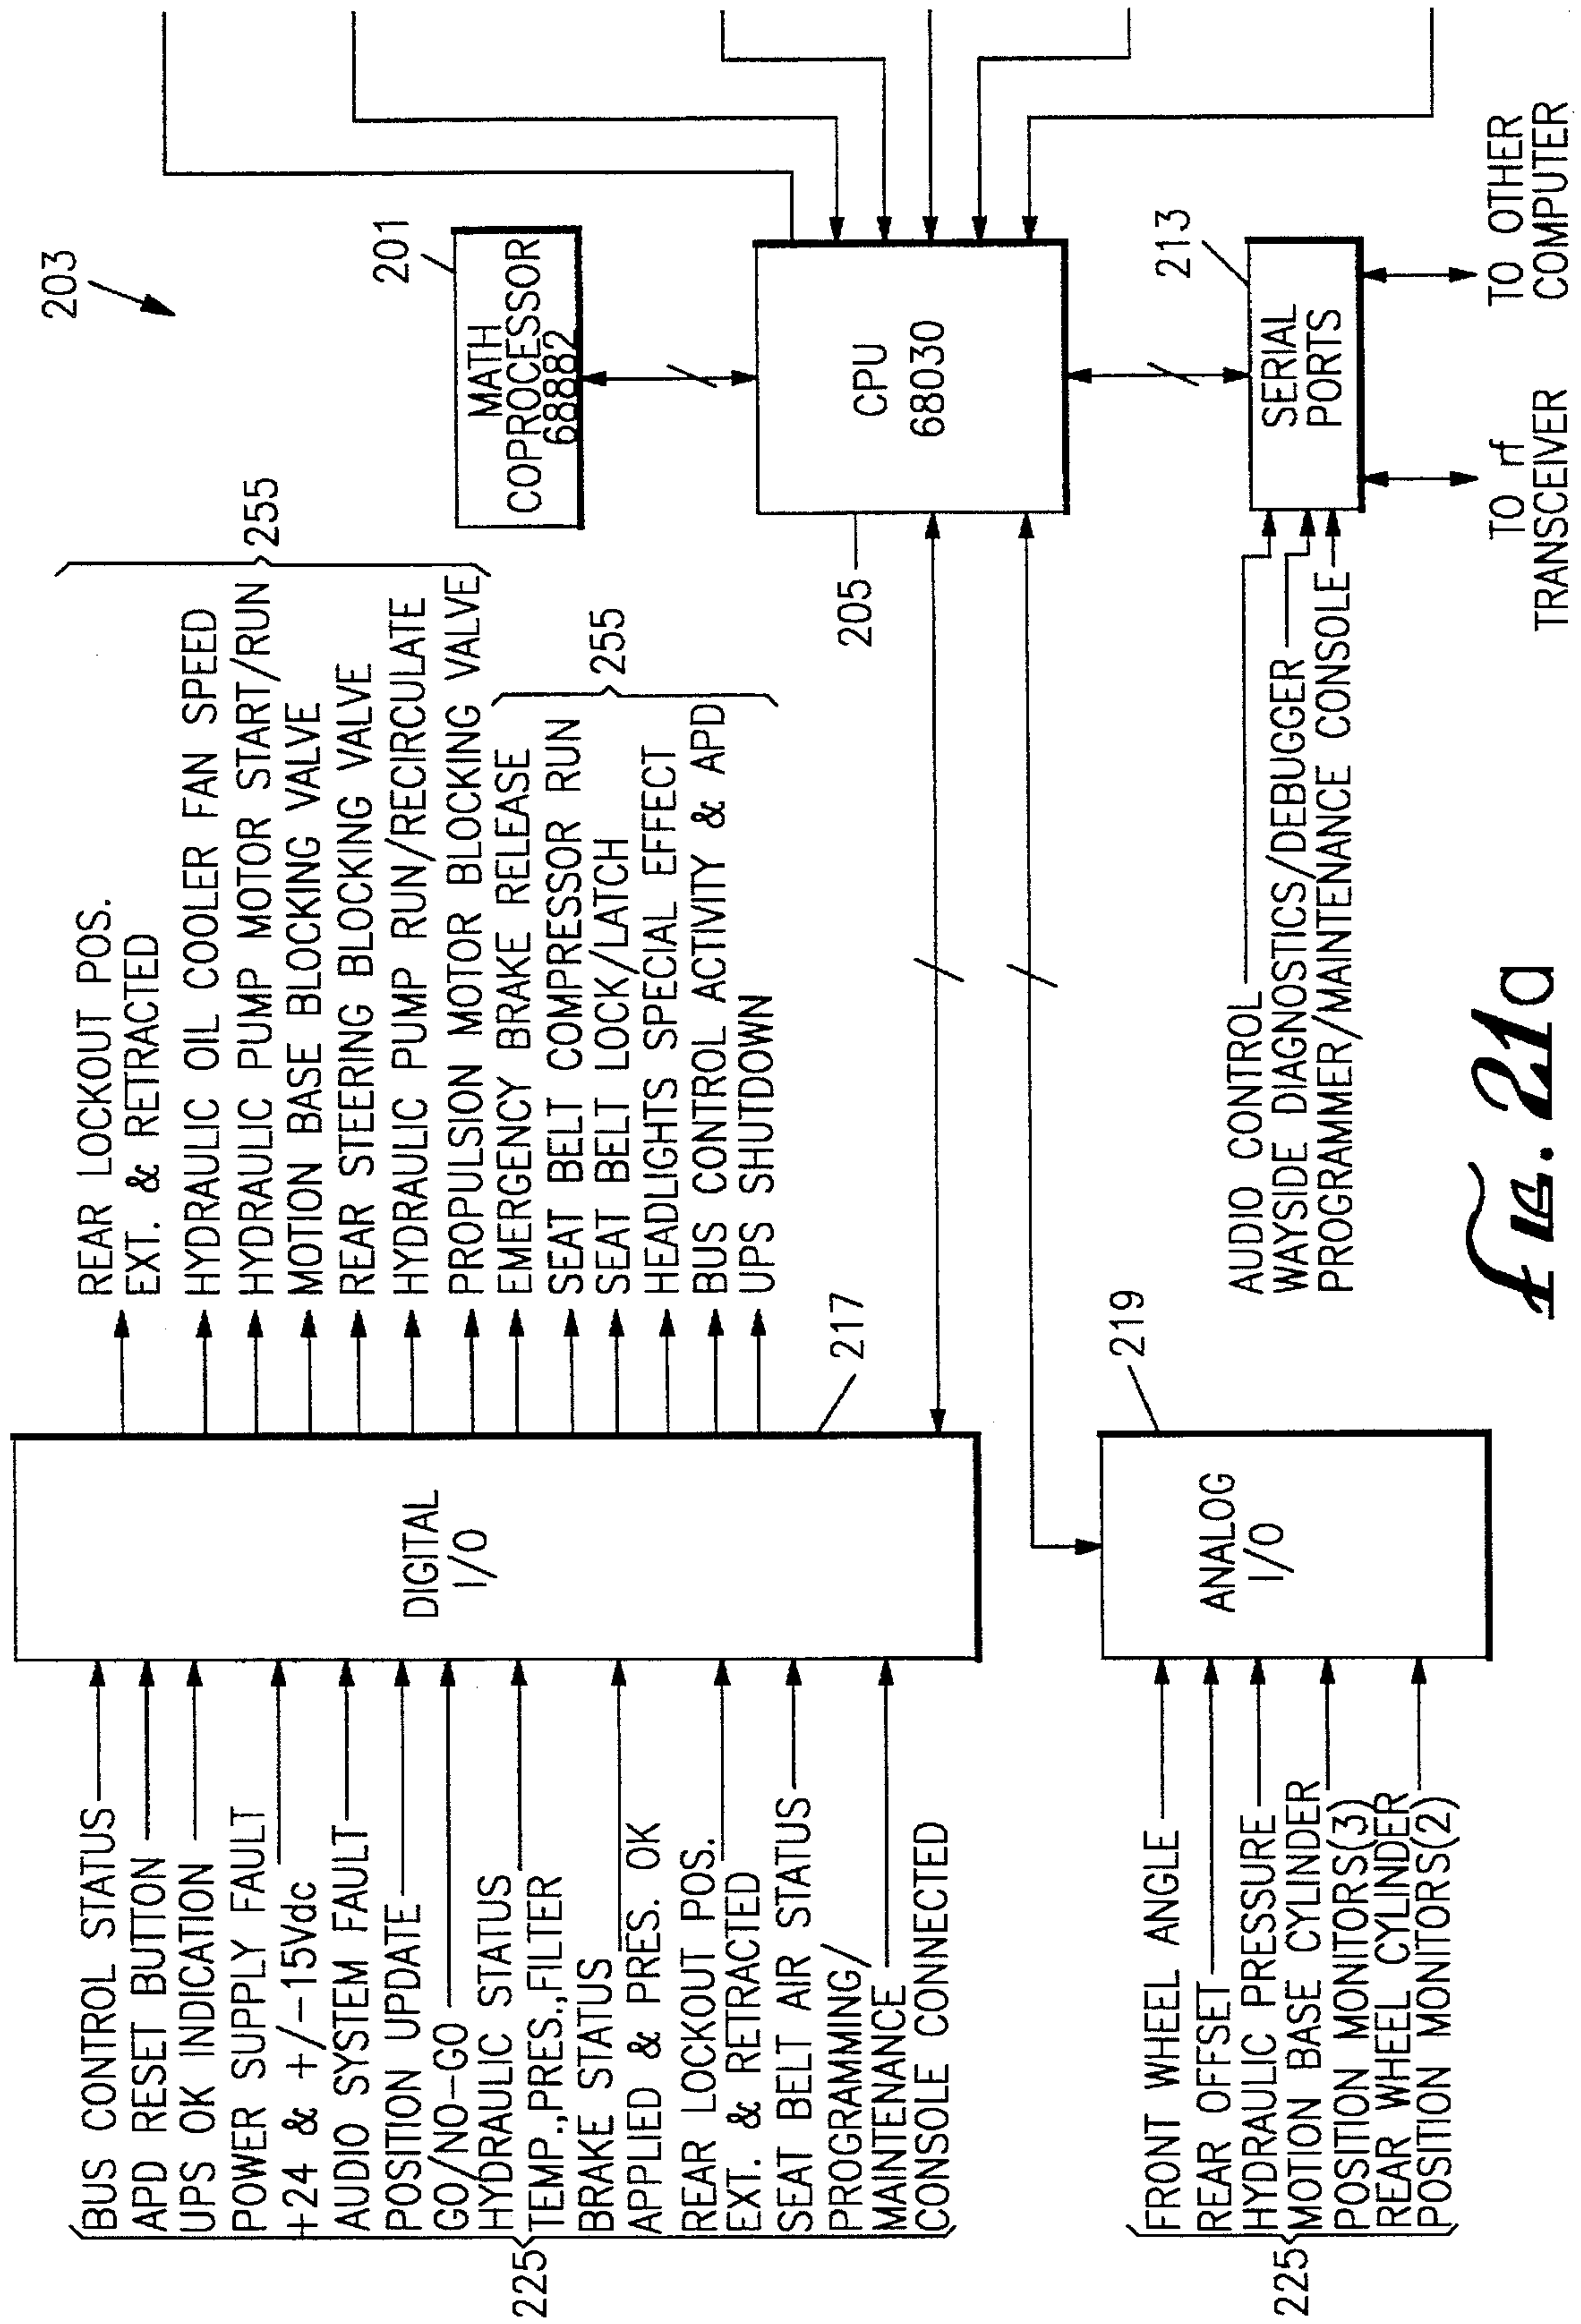 203
BUS CONTROL STATUS
APD RESET BUTTON
UPS OK INDICATION
POWER SUPPLY FAULT
+24 & +/-15Vdc
AUDIO SYSTEM FAULT
POSITION UPDATE
GO/NO-GO
HYDRAULIC STATUS
TEMP.,PRES.,FILTER
BRAKE STATUS
APPLIED & PRES. OK
REAR LOCKOUT POS.
EXT. & RETRACTED
SEAT BELT AIR STATUS
PROGRAMMING/
MAINTENANCE
CONSOLE CONNECTED
225
DIGITAL
I/O
217
REAR LOCKOUT POS.
EXT. & RETRACTED
HYDRAULIC OIL COOLER FAN SPEED
HYDRAULIC PUMP MOTOR START/RUN
MOTION BASE BLOCKING VALVE
REAR STEERING BLOCKING VALVE
HYDRAULIC PUMP RUN/RECIRCULATE
PROPULSION MOTOR BLOCKING VALVE
255
EMERGENCY BRAKE RELEASE
SEAT BELT COMPRESSOR RUN
SEAT BELT LOCK/LATCH
HEADLIGHTS SPECIAL EFFECT
BUS CONTROL ACTIVITY & APD
UPS SHUTDOWN
255
MATH
COPROCESSOR
68882
201
CPU
68030
205
FRONT WHEEL ANGLE
REAR OFFSET
HYDRAULIC PRESSURE
MOTION BASE CYLINDER
POSITION MONITORS(3)
REAR WHEEL CYLINDER
POSITION MONITORS(2)
225
ANALOG
I/O
219
AUDIO CONTROL
WAYSIDE DIAGNOSTICS/DEBUGGER
PROGRAMMER/MAINTENANCE CONSOLE
SERIAL
PORTS
213
TO rf
TRANSCEIVER
TO OTHER
COMPUTER
FIG. 21a